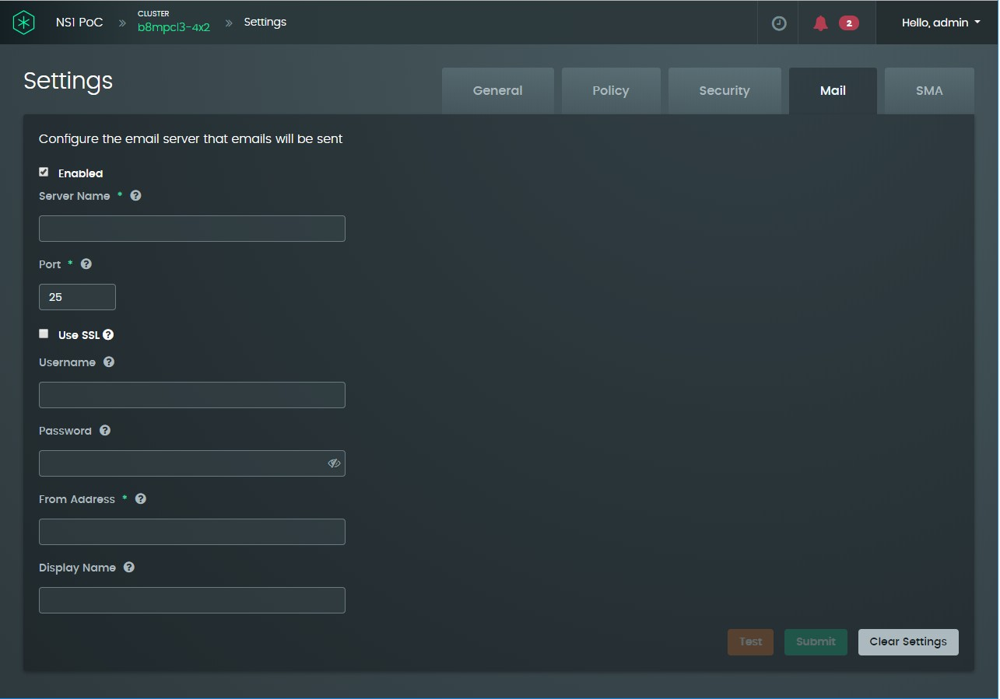 NS1 PoC » CLUSTER b8mpcl3-4x2 » Settings
2
Hello, admin
Settings
General Policy Security Mail SMA
Configure the email server that emails will be sent
Enabled
Server Name * ?
Port * ?
25
Use SSL ?
Username ?
Password ?
From Address * ?
Display Name ?
Test Submit Clear Settings